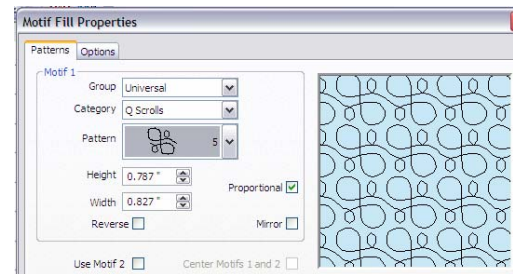 Motif Fill Properties
Patterns Options
Motif 1
Group Universal
Category Q Scrolls
Pattern 5
Height 0.787 "
Proportional
Width 0.827 "
Reverse Mirror
Use Motif 2 Center Motifs 1 and 2